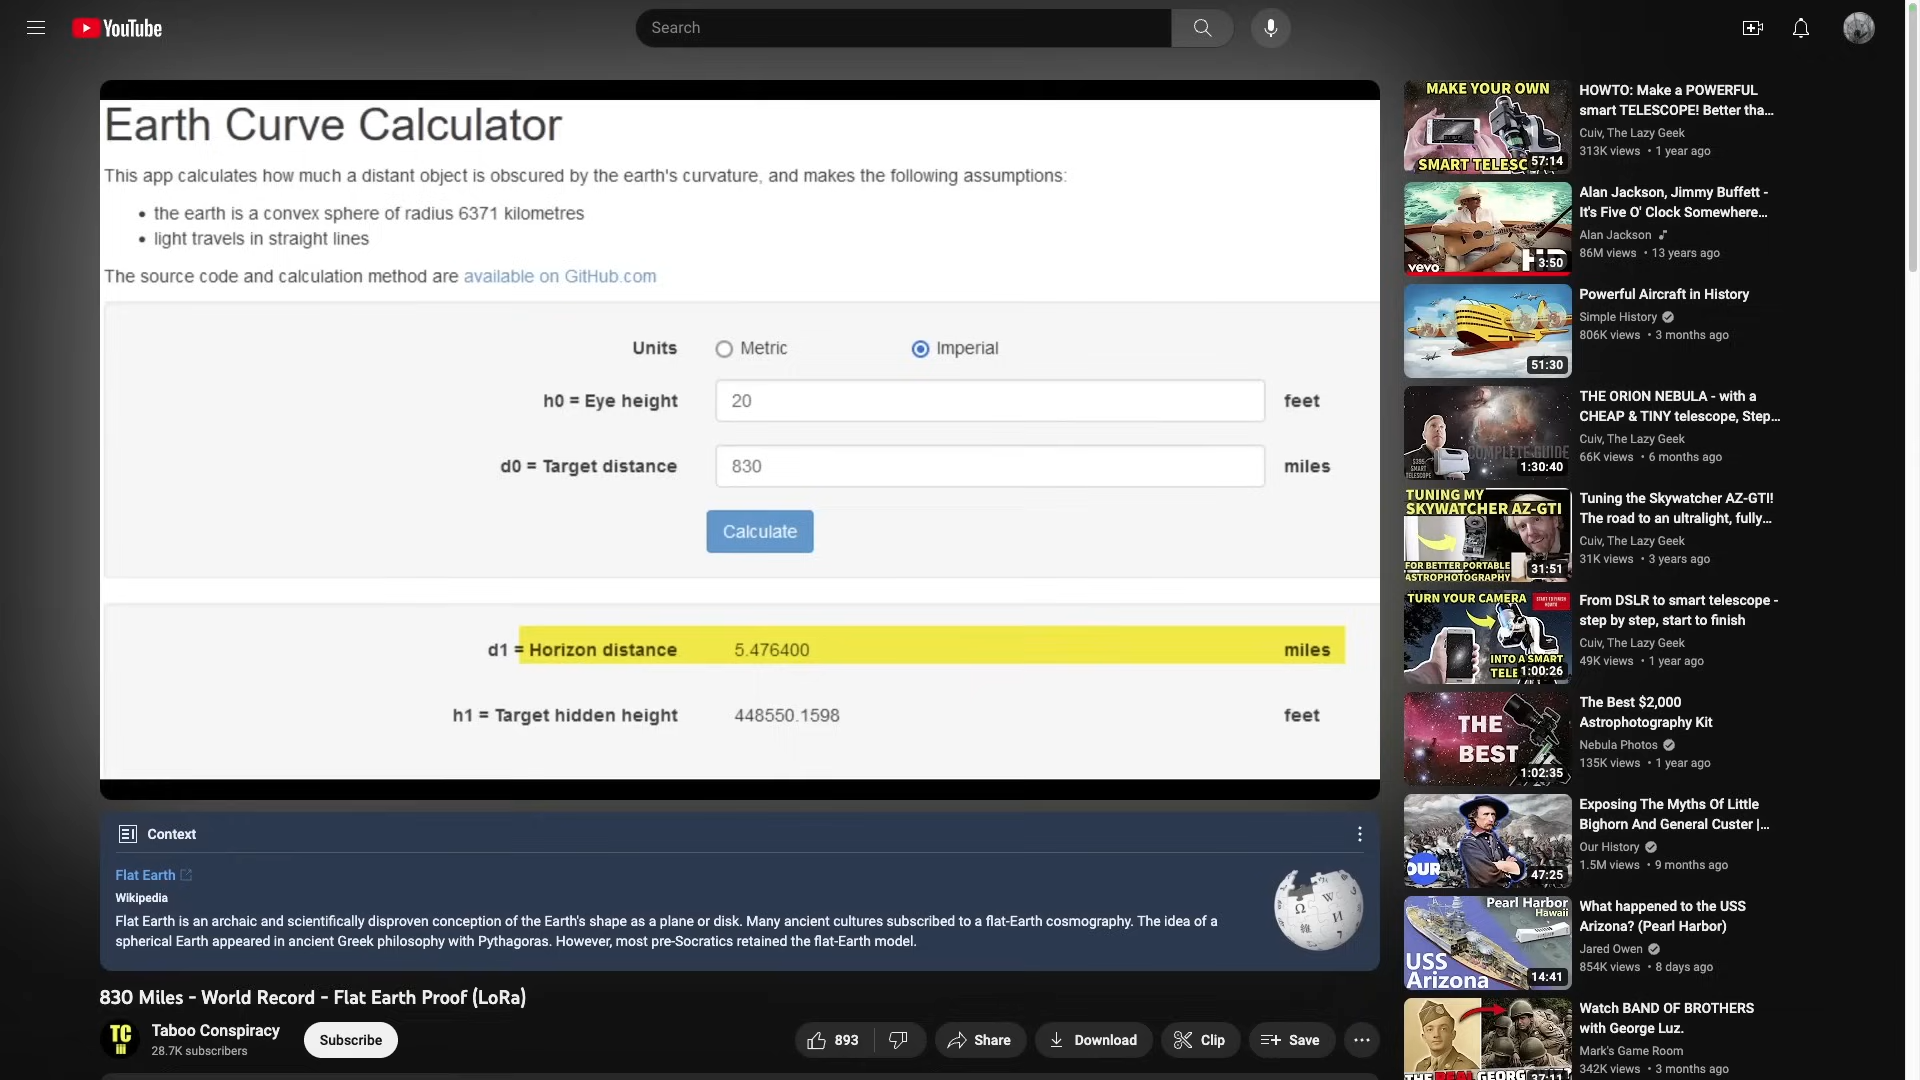 YouTube
Search
Earth Curve Calculator
This app calculates how much a distant object is obscured by the earth's curvature, and makes the following assumptions:
• the earth is a convex sphere of radius 6371 kilometres
• light travels in straight lines
The source code and calculation method are available on GitHub.com
Units Metric Imperial
h0 = Eye height 20 feet
d0 = Target distance 830 miles
Calculate
d1 = Horizon distance 5.476400 miles
h1 = Target hidden height 448550.1598 feet
Context
Flat Earth
Wikipedia
Flat Earth is an archaic and scientifically disproven conception of the Earth's shape as a plane or disk. Many ancient cultures subscribed to a flat-Earth cosmography. The idea of a
spherical Earth appeared in ancient Greek philosophy with Pythagoras. However, most pre-Socratics retained the flat-Earth model.
830 Miles - World Record - Flat Earth Proof (LoRa)
TC
Taboo Conspiracy
28.7K subscribers
Subscribe
893
Share
Download
Clip
Save
MAKE YOUR OWN
SMART TELESC
57:14
HOWTO: Make a POWERFUL
smart TELESCOPE! Better tha...
Cuiv, The Lazy Geek
313K views • 1 year ago
vevo
3:50
Alan Jackson, Jimmy Buffett -
It's Five O' Clock Somewhere...
Alan Jackson
86M views • 13 years ago
51:30
Powerful Aircraft in History
Simple History
806K views • 3 months ago
COMPLETE GUIDE
$395
SMART
TELESCOPE
1:30:40
THE ORION NEBULA - with a
CHEAP & TINY telescope, Step...
Cuiv, The Lazy Geek
66K views • 6 months ago
TUNING MY
SKYWATCHER AZ-GTI
FOR BETTER PORTABLE
ASTROPHOTOGRAPHY
31:51
Tuning the Skywatcher AZ-GTI!
The road to an ultralight, fully...
Cuiv, The Lazy Geek
31K views • 3 years ago
TURN YOUR CAMERA
START TO FINISH
HOWTO
INTO A SMART
TELE
1:00:26
From DSLR to smart telescope -
step by step, start to finish
Cuiv, The Lazy Geek
49K views • 1 year ago
THE
BEST
1:02:35
The Best $2,000
Astrophotography Kit
Nebula Photos
135K views • 1 year ago
OUR
47:25
Exposing The Myths Of Little
Bighorn And General Custer |...
Our History
1.5M views • 9 months ago
Pearl Harbor
Hawaii
USS
Arizona
14:41
What happened to the USS
Arizona? (Pearl Harbor)
Jared Owen
854K views • 8 days ago
THE REAL GEORG
37:11
Watch BAND OF BROTHERS
with George Luz.
Mark's Game Room
342K views • 3 months ago